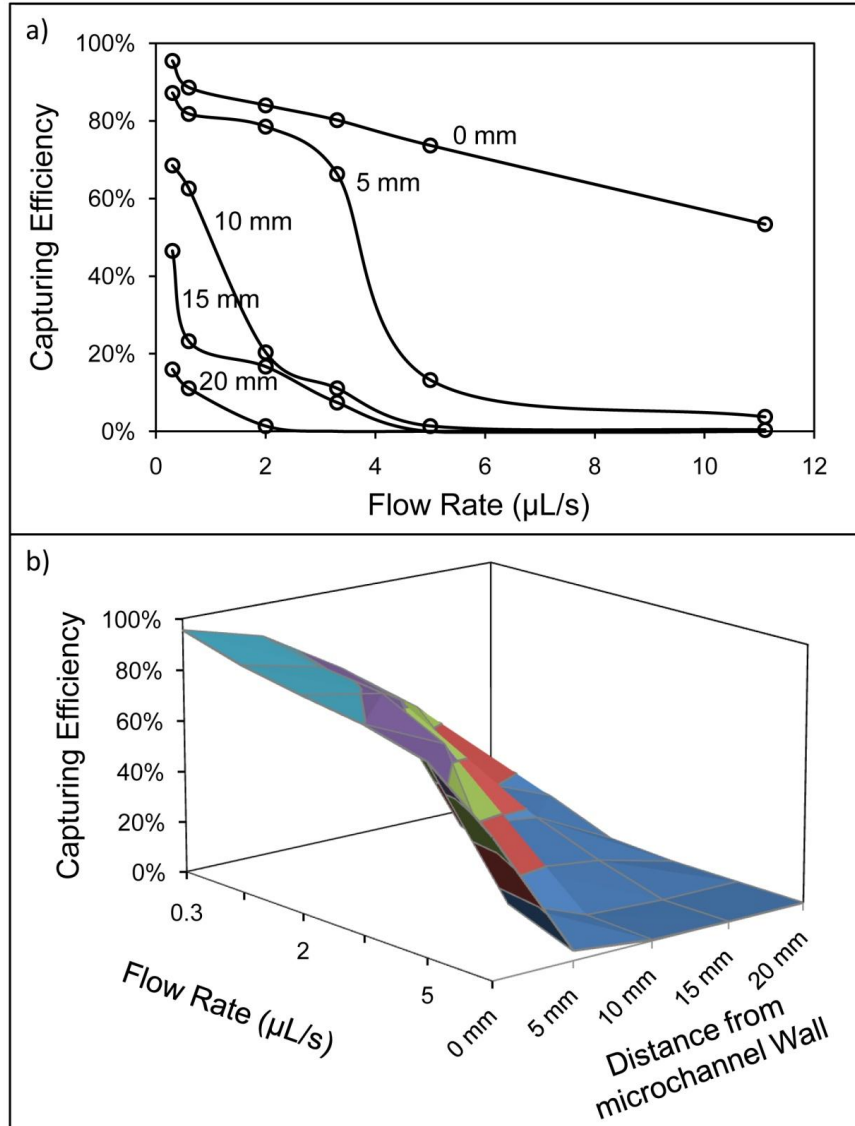 a)
100%
80%
60%
40%
20%
0%
Capturing Efficiency
0 mm
5 mm
10 mm
15 mm
20 mm
0 2 4 6 8 10 12
Flow Rate (µL/s)
b)
100%
80%
60%
40%
20%
0%
Capturing Efficiency
0.3
2
5
Flow Rate (µL/s)
0 mm
5 mm
10 mm
15 mm
20 mm
Distance from
microchannel Wall